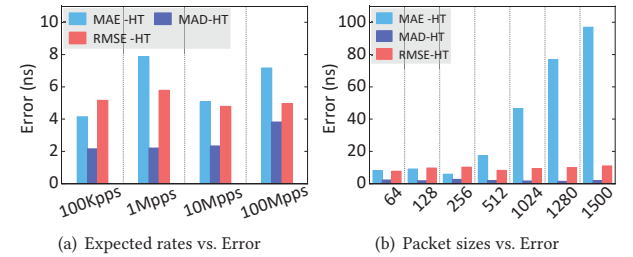 10
8
6
4
2
0
Error (ns)
MAE -HT
MAD-HT
RMSE -HT
100Kpps
1Mpps
10Mpps
100Mpps
(a) Expected rates vs. Error
100
80
60
40
20
0
Error (ns)
MAE -HT
MAD-HT
RMSE-HT
64
128
256
512
1024
1280
1500
(b) Packet sizes vs. Error